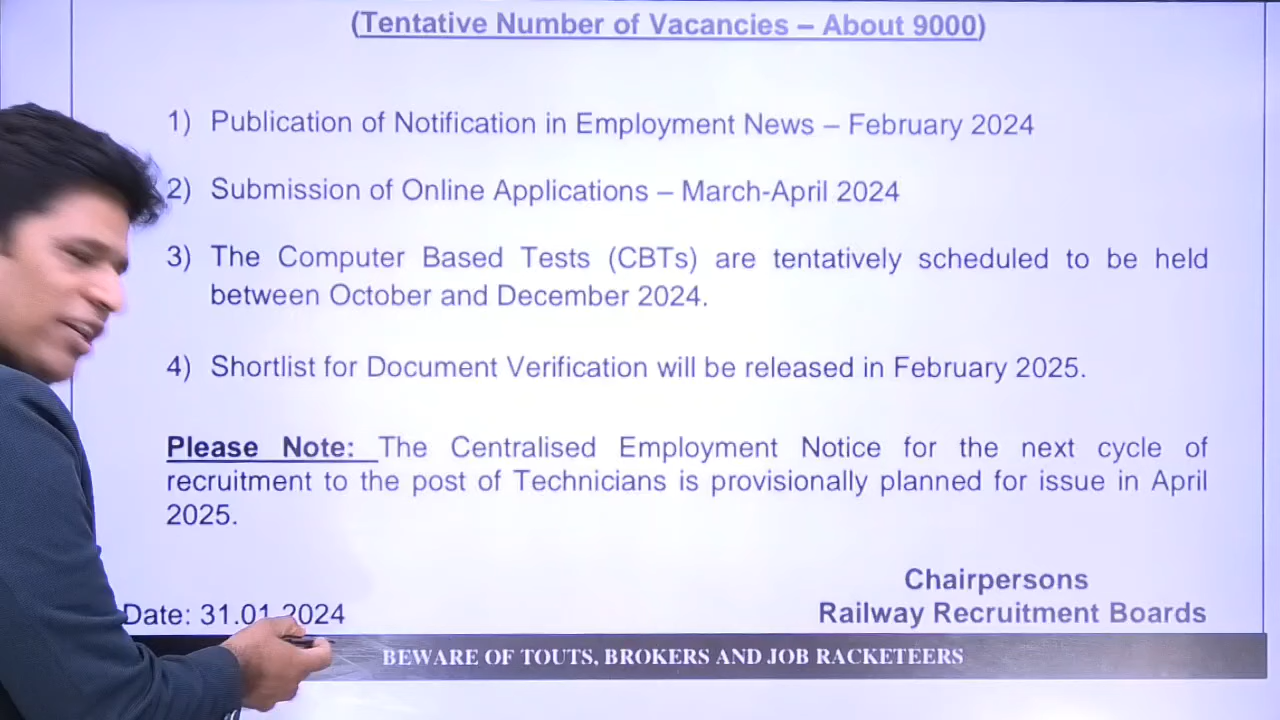 (Tentative Number of Vacancies – About 9000)
1) Publication of Notification in Employment News – February 2024
2) Submission of Online Applications – March-April 2024
3) The Computer Based Tests (CBTs) are tentatively scheduled to be held
between October and December 2024.
4) Shortlist for Document Verification will be released in February 2025.
Please Note: The Centralised Employment Notice for the next cycle of
recruitment to the post of Technicians is provisionally planned for issue in April
2025.
Chairpersons
Date: 31.01.2024 Railway Recruitment Boards
BEWARE OF TOUTS, BROKERS AND JOB RACKETEERS